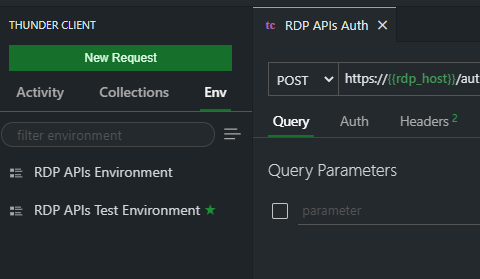 THUNDER CLIENT
New Request
Activity Collections Env
filter environment
RDP APIs Environment
RDP APIs Test Environment
tc RDP APIs Auth
POST https://{{rdp_host}}/aut
Query Auth Headers 2
Query Parameters
parameter